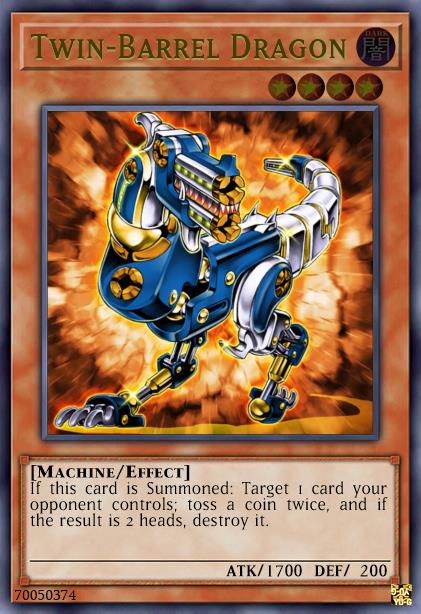 TWIN-BARREL DRAGON
DARK
闇
[MACHINE/EFFECT]
If this card is Summoned: Target 1 card your
opponent controls; toss a coin twice, and if
the result is 2 heads, destroy it.
ATK/1700 DEF/ 200
70050374